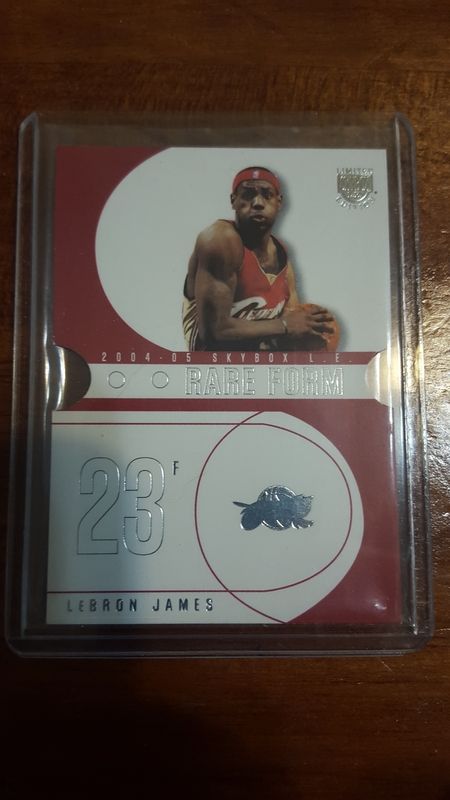 2004-05 SKYBOX L.E.
RARE FORM
23
F
LEBRON JAMES